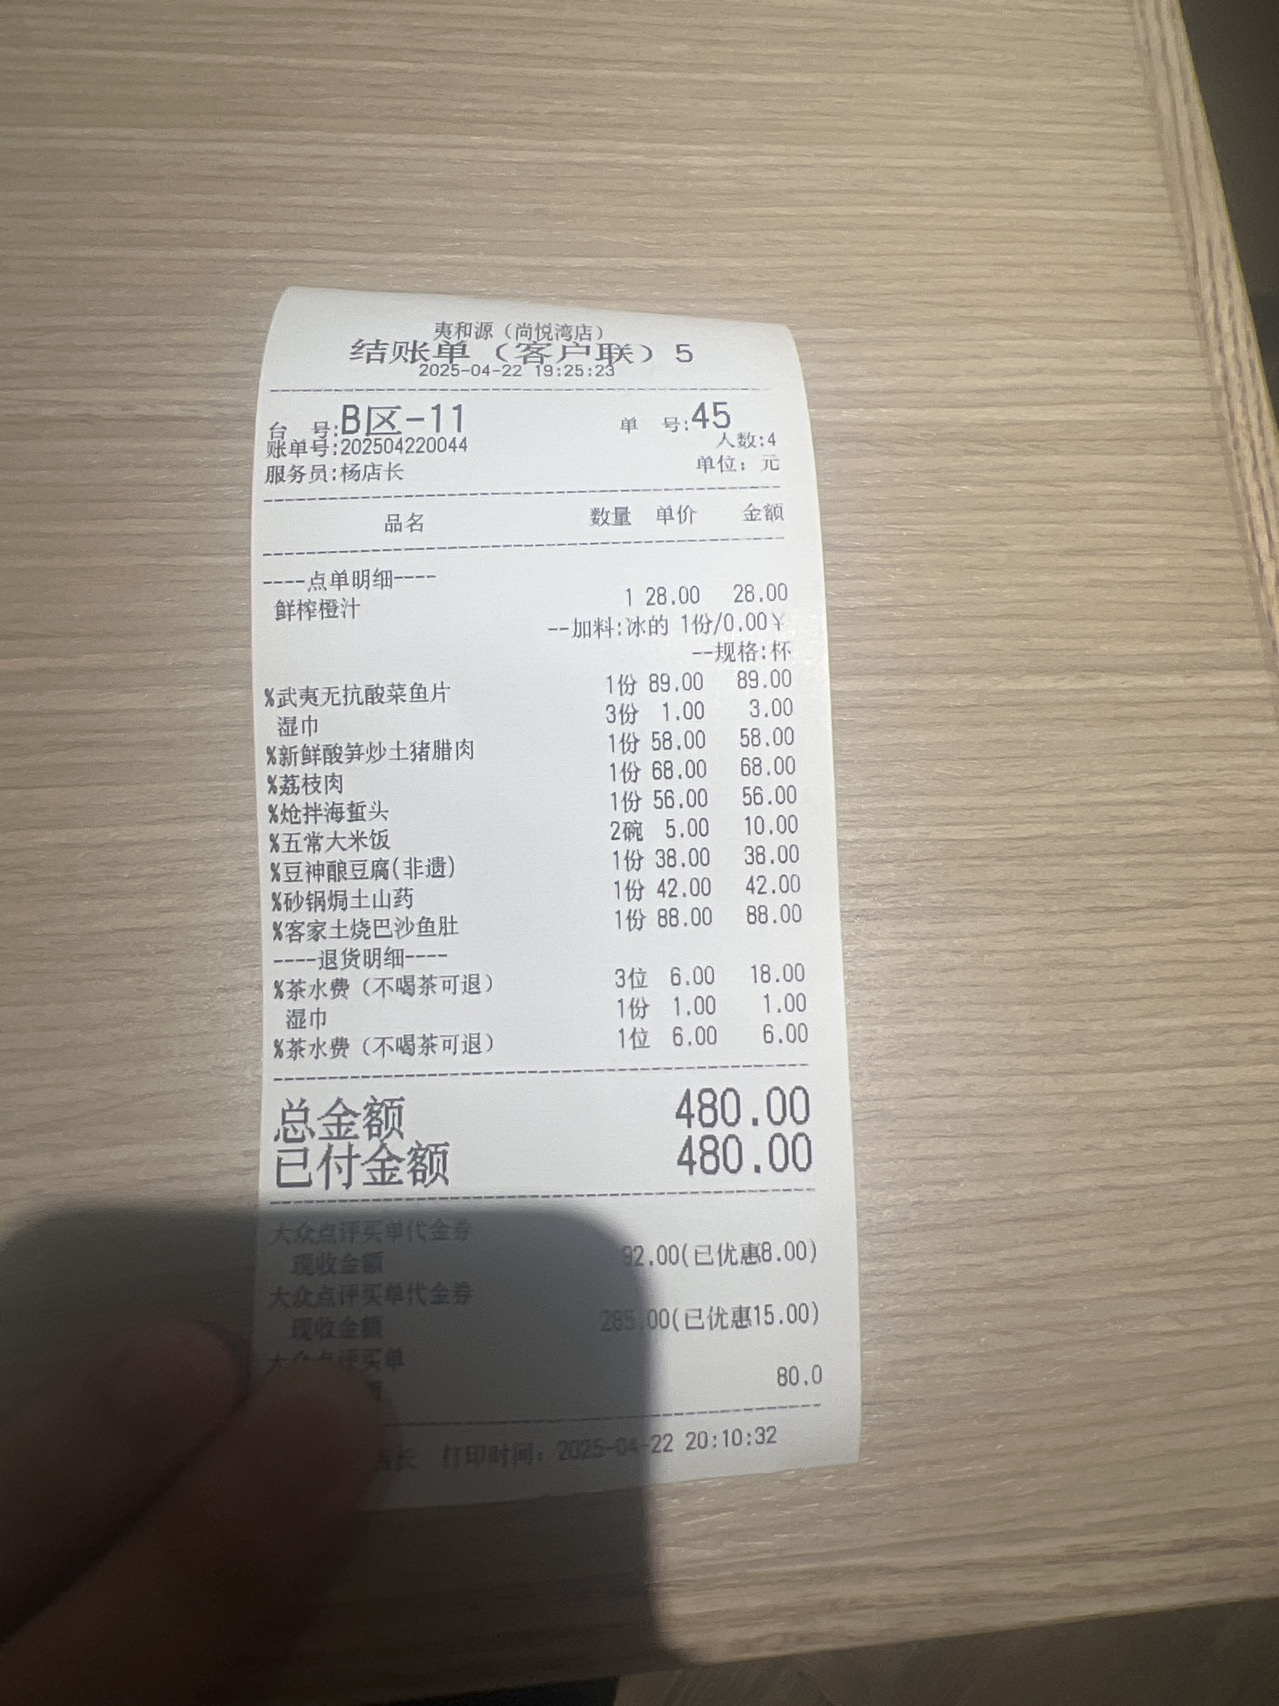 夷和源（尚悦湾店）
结账单（客户联）5
2025-04-22 19:25:23
台 号:B区-11 单 号:45
账单号:202504220044 人数:4
服务员:杨店长 单位：元
品名 数量 单价 金额
----点单明细----
鲜榨橙汁 1 28.00 28.00
--加料:冰的 1份/0.00¥
--规格:杯
%武夷无抗酸菜鱼片 1份 89.00 89.00
湿巾 3份 1.00 3.00
%新鲜酸笋炒土猪腊肉 1份 58.00 58.00
%荔枝肉 1份 68.00 68.00
%炝拌海蜇头 1份 56.00 56.00
%五常大米饭 2碗 5.00 10.00
%豆神酿豆腐(非遗) 1份 38.00 38.00
%砂锅焗土山药 1份 42.00 42.00
%客家土烧巴沙鱼肚 1份 88.00 88.00
----退货明细----
%茶水费（不喝茶可退） 3位 6.00 18.00
湿巾 1份 1.00 1.00
%茶水费（不喝茶可退） 1位 6.00 6.00
总金额 480.00
已付金额 480.00
大众点评买单代金券
现收金额 92.00(已优惠8.00)
大众点评买单代金券
现收金额 285.00(已优惠15.00)
大众点评买单
80.0
店长 打印时间：2025-04-22 20:10:32